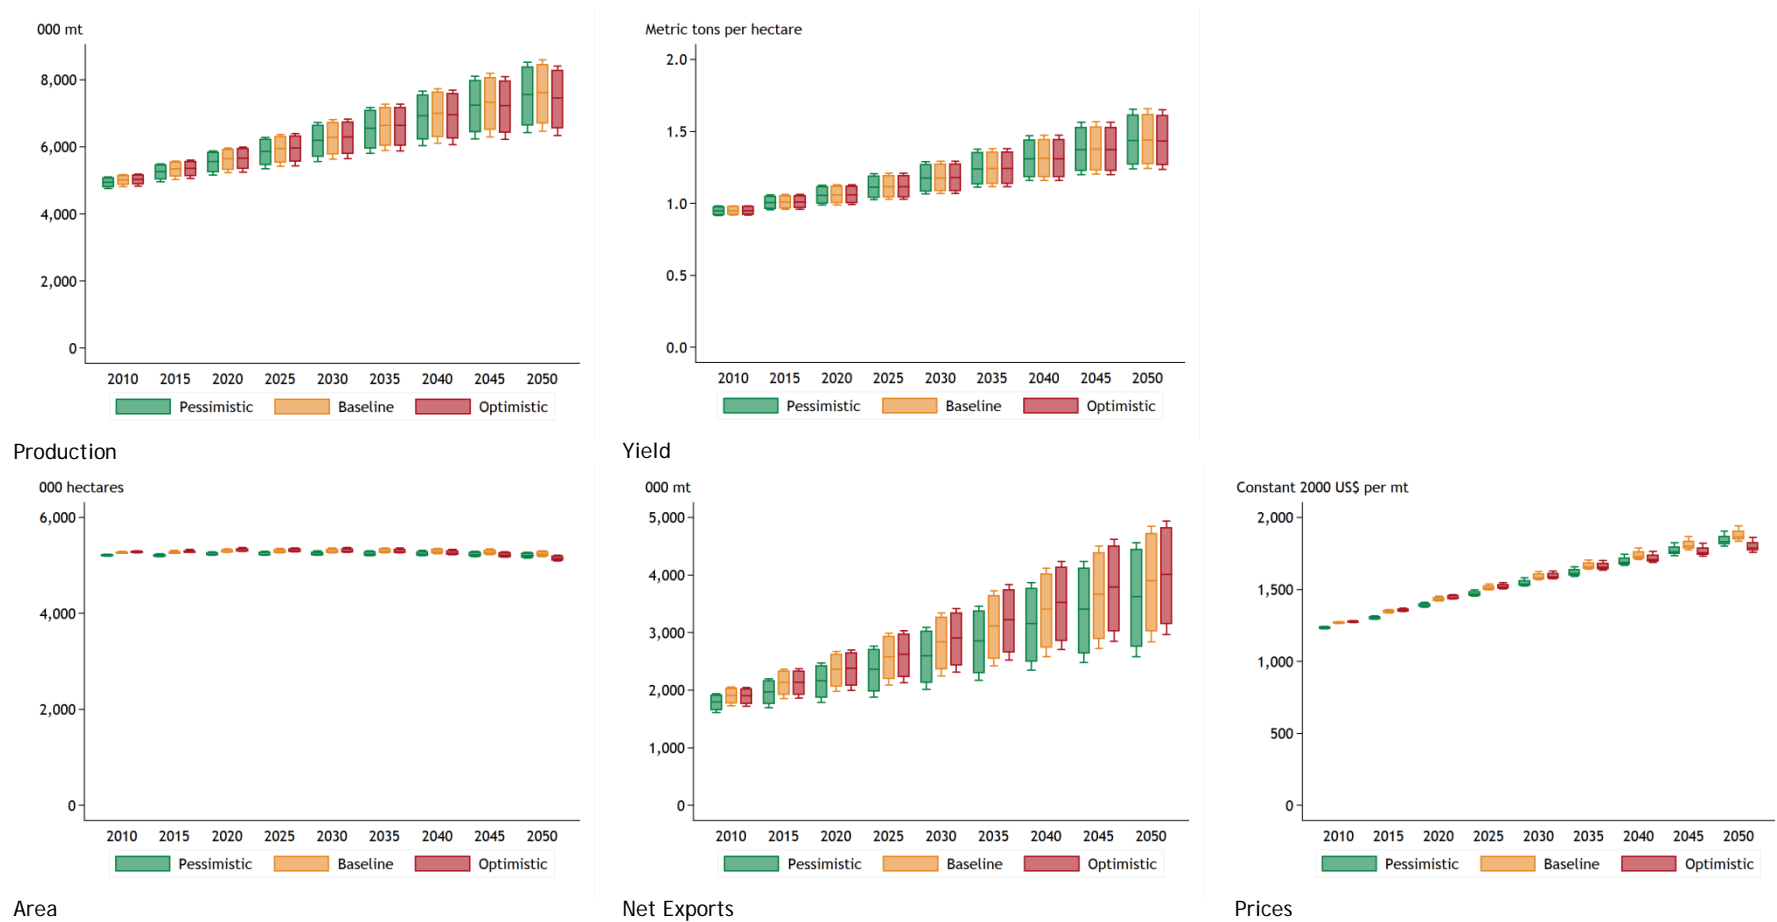 000 mt
8,000
6,000
4,000
2,000
0
2010 2015 2020 2025 2030 2035 2040 2045 2050
Pessimistic Baseline Optimistic
Production
Metric tons per hectare
2.0
1.5
1.0
0.5
0.0
2010 2015 2020 2025 2030 2035 2040 2045 2050
Pessimistic Baseline Optimistic
Yield
000 hectares
6,000
4,000
2,000
0
2010 2015 2020 2025 2030 2035 2040 2045 2050
Pessimistic Baseline Optimistic
Area
000 mt
5,000
4,000
3,000
2,000
1,000
0
2010 2015 2020 2025 2030 2035 2040 2045 2050
Pessimistic Baseline Optimistic
Net Exports
Constant 2000 US$ per mt
2,000
1,500
1,000
500
0
2010 2015 2020 2025 2030 2035 2040 2045 2050
Pessimistic Baseline Optimistic
Prices